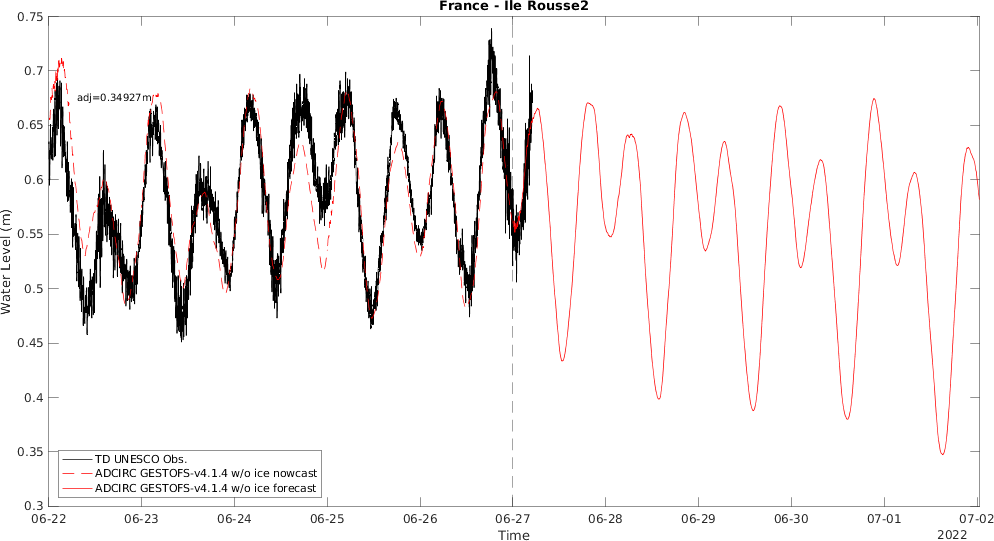 France - Ile Rousse2
0.75
0.7
0.65
0.6
0.55
0.5
0.45
0.4
0.35
0.3
Water Level (m)
adj=0.34927m
TD UNESCO Obs.
ADCIRC GESTOFS-v4.1.4 w/o ice nowcast
ADCIRC GESTOFS-v4.1.4 w/o ice forecast
06-22 06-23 06-24 06-25 06-26 06-27 06-28 06-29 06-30 07-01 07-02
Time
2022